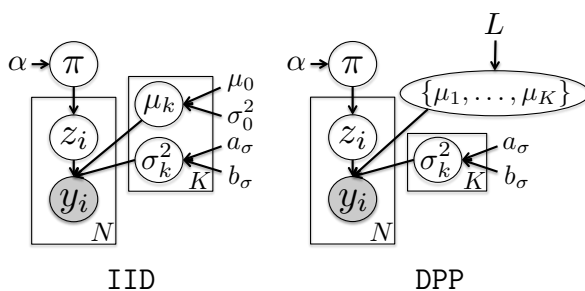 α
π
z_i
y_i
N
μ_k
σ_k^2
K
μ_0
σ_0^2
a_σ
b_σ
IID
L
α
π
{μ_1, . . . , μ_K}
z_i
y_i
N
σ_k^2
K
a_σ
b_σ
DPP